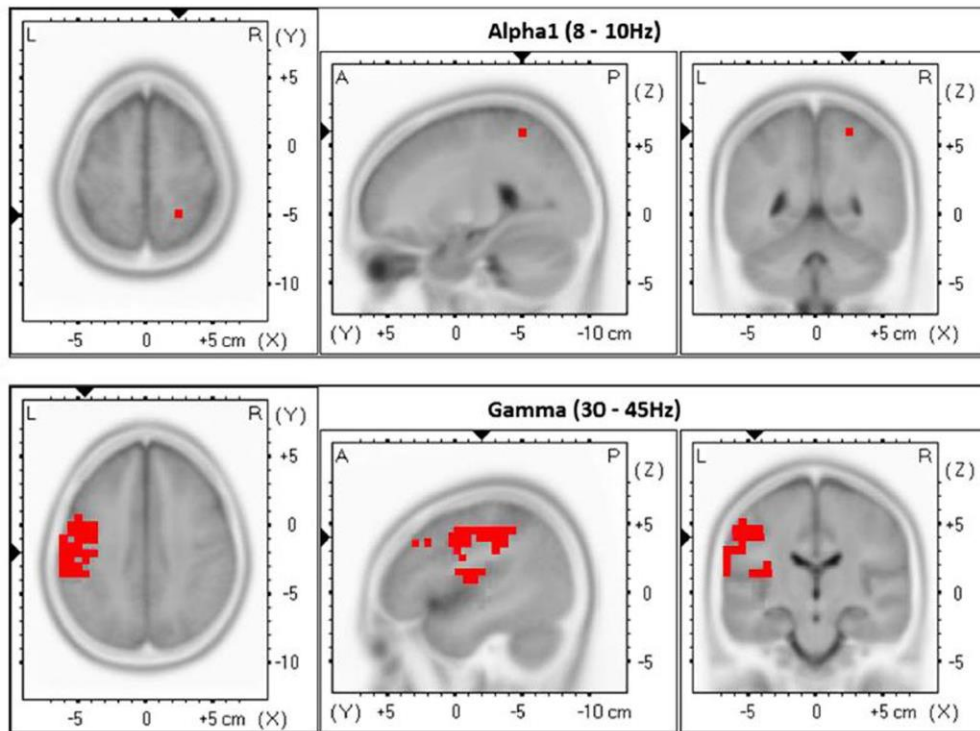 Alpha1 (8 - 10Hz)
L R (Y)
+5
0
-5
-10
-5 0 +5 cm (X)
A P (Z)
+5
0
-5
(Y) +5 0 -5 -10 cm
L R (Z)
+5
0
-5
-5 0 +5 cm (X)
Gamma (30 - 45Hz)
L R (Y)
+5
0
-5
-10
-5 0 +5 cm (X)
A P (Z)
+5
0
-5
(Y) +5 0 -5 -10 cm
L R (Z)
+5
0
-5
-5 0 +5 cm (X)